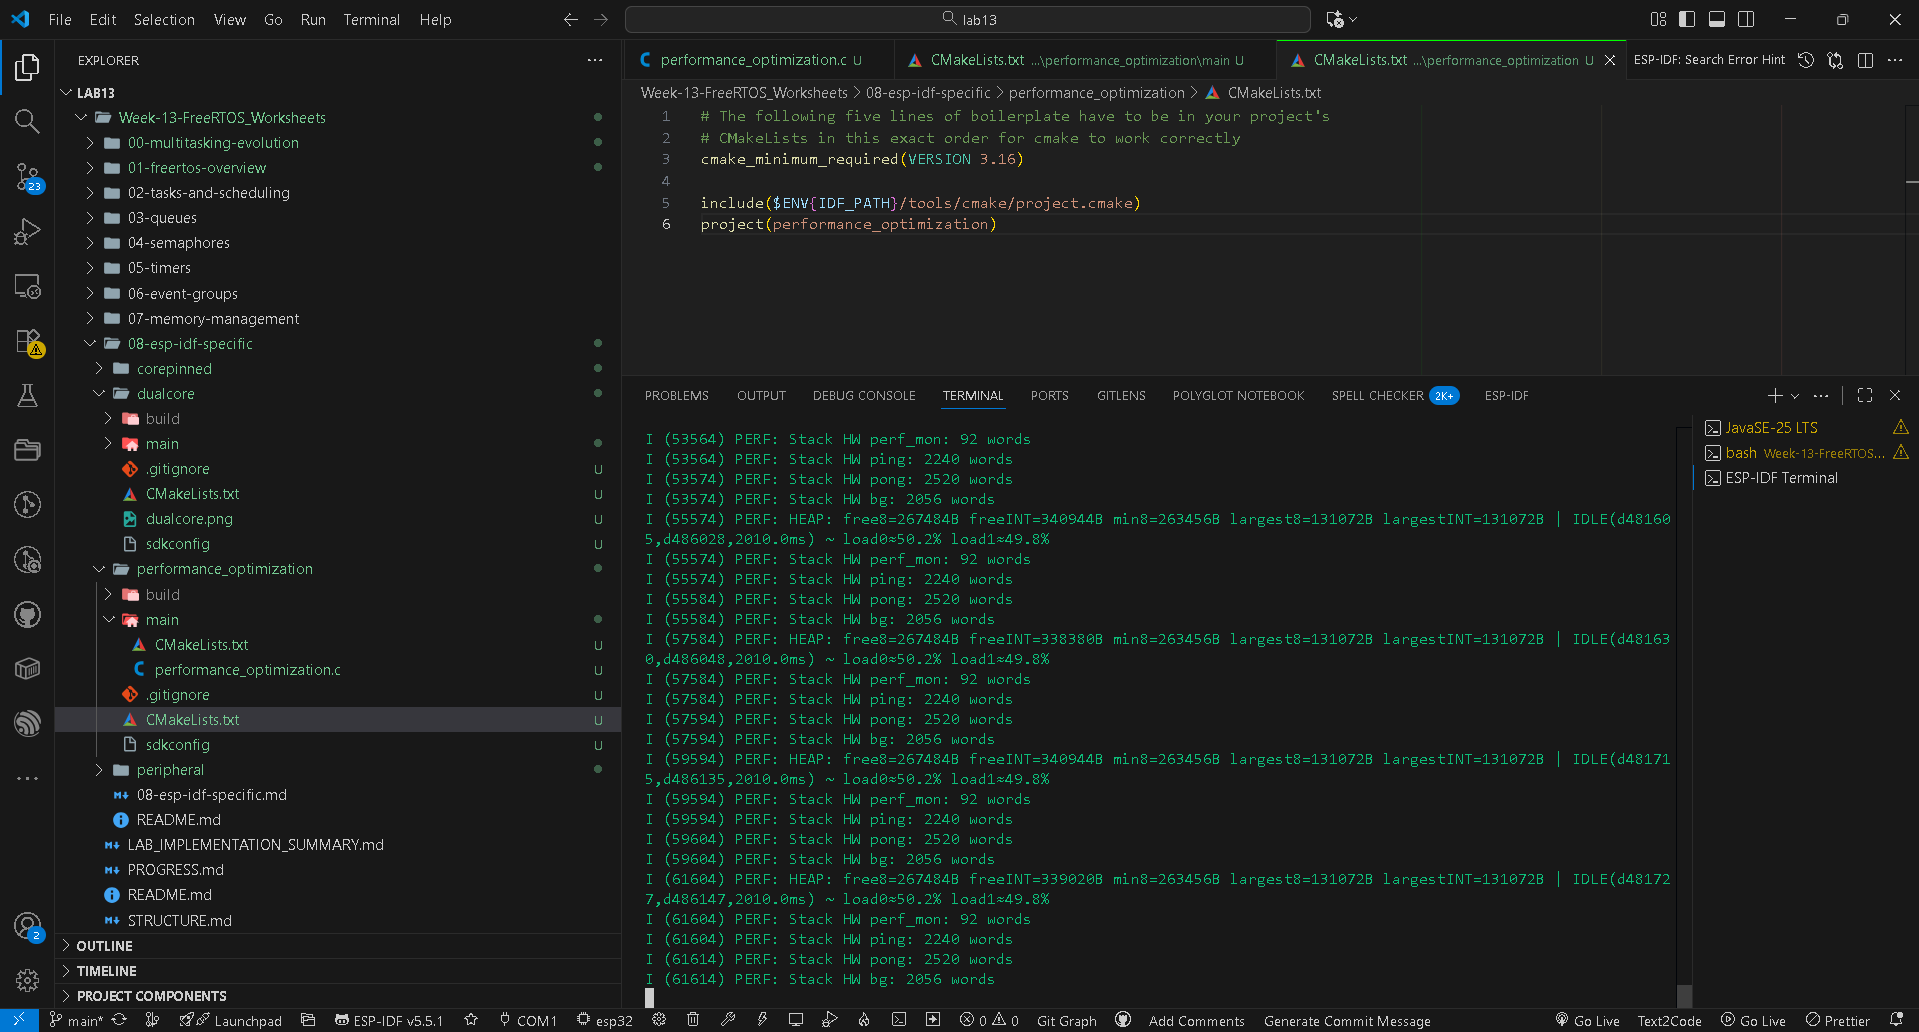 File Edit Selection View Go Run Terminal Help
lab13
EXPLORER
LAB13
Week-13-FreeRTOS_Worksheets
00-multitasking-evolution
01-freertos-overview
02-tasks-and-scheduling
03-queues
04-semaphores
05-timers
06-event-groups
07-memory-management
08-esp-idf-specific
corepinned
dualcore
build
main
.gitignore U
CMakeLists.txt U
dualcore.png U
sdkconfig U
performance_optimization
build
main
CMakeLists.txt U
performance_optimization.c U
.gitignore U
CMakeLists.txt U
sdkconfig U
peripheral
08-esp-idf-specific.md
README.md
LAB_IMPLEMENTATION_SUMMARY.md
PROGRESS.md
README.md
STRUCTURE.md
OUTLINE
TIMELINE
PROJECT COMPONENTS
23
2
performance_optimization.c U
CMakeLists.txt ...\performance_optimization\main U
CMakeLists.txt ...\performance_optimization U
ESP-IDF: Search Error Hint
Week-13-FreeRTOS_Worksheets > 08-esp-idf-specific > performance_optimization > CMakeLists.txt
1 # The following five lines of boilerplate have to be in your project's
2 # CMakeLists in this exact order for cmake to work correctly
3 cmake_minimum_required(VERSION 3.16)
4
5 include($ENV{IDF_PATH}/tools/cmake/project.cmake)
6 project(performance_optimization)
PROBLEMS OUTPUT DEBUG CONSOLE TERMINAL PORTS GITLENS POLYGLOT NOTEBOOK SPELL CHECKER 2K+ ESP-IDF
I (53564) PERF: Stack HW perf_mon: 92 words
I (53564) PERF: Stack HW ping: 2240 words
I (53574) PERF: Stack HW pong: 2520 words
I (53574) PERF: Stack HW bg: 2056 words
I (55574) PERF: HEAP: free8=267484B freeINT=340944B min8=263456B largest8=131072B largestINT=131072B | IDLE(d48160
5,d486028,2010.0ms) ~ load0≈50.2% load1≈49.8%
I (55574) PERF: Stack HW perf_mon: 92 words
I (55574) PERF: Stack HW ping: 2240 words
I (55584) PERF: Stack HW pong: 2520 words
I (55584) PERF: Stack HW bg: 2056 words
I (57584) PERF: HEAP: free8=267484B freeINT=338380B min8=263456B largest8=131072B largestINT=131072B | IDLE(d48163
0,d486048,2010.0ms) ~ load0≈50.2% load1≈49.8%
I (57584) PERF: Stack HW perf_mon: 92 words
I (57584) PERF: Stack HW ping: 2240 words
I (57594) PERF: Stack HW pong: 2520 words
I (57594) PERF: Stack HW bg: 2056 words
I (59594) PERF: HEAP: free8=267484B freeINT=340944B min8=263456B largest8=131072B largestINT=131072B | IDLE(d48171
5,d486135,2010.0ms) ~ load0≈50.2% load1≈49.8%
I (59594) PERF: Stack HW perf_mon: 92 words
I (59594) PERF: Stack HW ping: 2240 words
I (59604) PERF: Stack HW pong: 2520 words
I (59604) PERF: Stack HW bg: 2056 words
I (61604) PERF: HEAP: free8=267484B freeINT=339020B min8=263456B largest8=131072B largestINT=131072B | IDLE(d48172
7,d486147,2010.0ms) ~ load0≈50.2% load1≈49.8%
I (61604) PERF: Stack HW perf_mon: 92 words
I (61604) PERF: Stack HW ping: 2240 words
I (61614) PERF: Stack HW pong: 2520 words
I (61614) PERF: Stack HW bg: 2056 words
JavaSE-25 LTS
bash Week-13-FreeRTOS...
ESP-IDF Terminal
main* Launchpad ESP-IDF v5.5.1 COM1 esp32 0 0 Git Graph Add Comments Generate Commit Message Go Live Text2Code Go Live Prettier